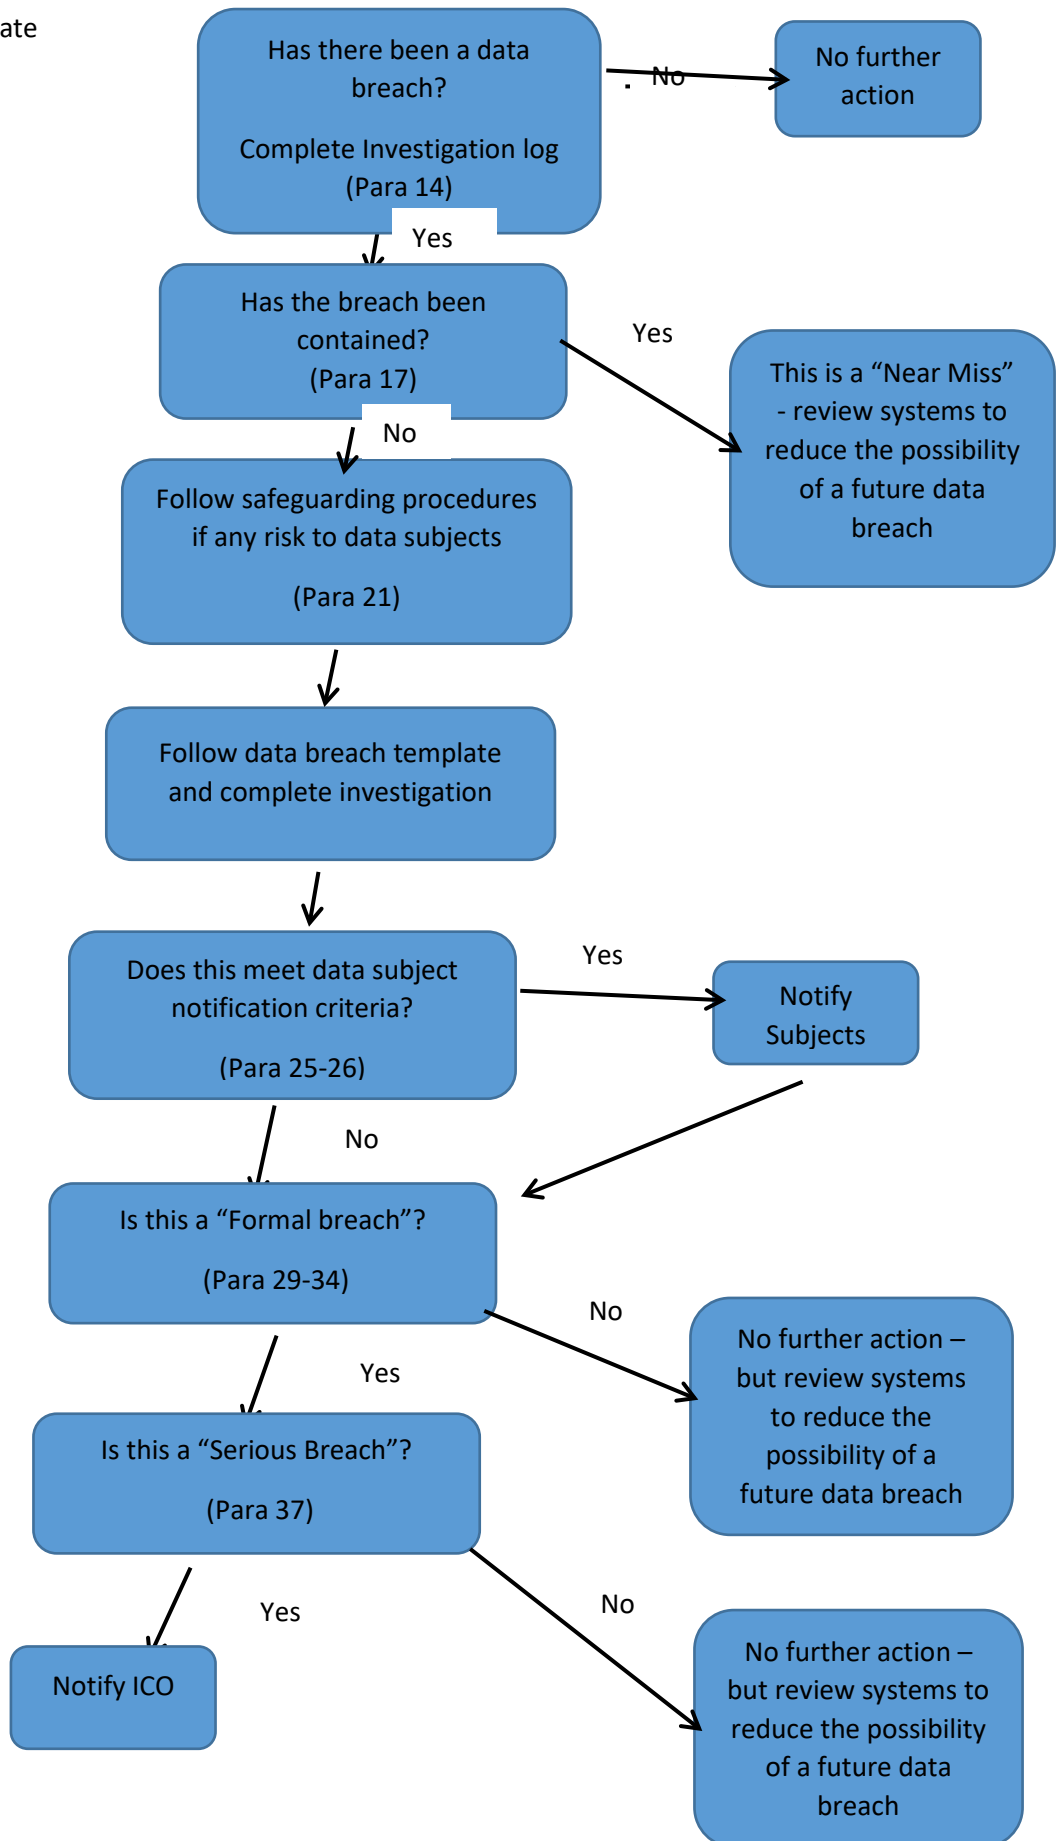 ate
Has there been a data
breach?
Complete Investigation log
(Para 14)
No
No further
action
Yes
Has the breach been
contained?
(Para 17)
Yes
This is a “Near Miss”
- review systems to
reduce the possibility
of a future data
breach
No
Follow safeguarding procedures
if any risk to data subjects
(Para 21)
Follow data breach template
and complete investigation
Does this meet data subject
notification criteria?
(Para 25-26)
Yes
Notify
Subjects
No
Is this a “Formal breach”?
(Para 29-34)
No
No further action –
but review systems
to reduce the
possibility of a
future data breach
Yes
Is this a “Serious Breach”?
(Para 37)
Yes
Notify ICO
No
No further action –
but review systems to
reduce the possibility
of a future data
breach